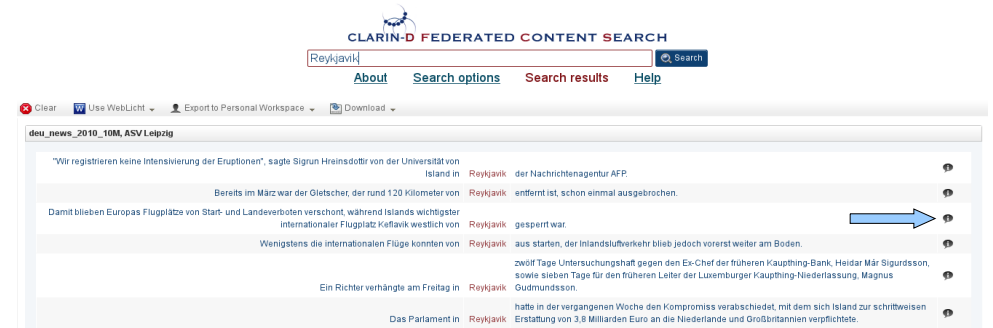 CLARIN-D FEDERATED CONTENT SEARCH
Reykjavik
Search
About Search options Search results Help
Clear Use WebLicht Export to Personal Workspace Download
deu_news_2010_10M, ASV Leipzig
"Wir registrieren keine Intensivierung der Eruptionen", sagte Sigrun Hreinsdottir von der Universität von
Island in Reykjavik der Nachrichtenagentur AFP.
Bereits im März war der Gletscher, der rund 120 Kilometer von Reykjavik entfernt ist, schon einmal ausgebrochen.
Damit blieben Europas Flugplätze von Start- und Landeverboten verschont, während Islands wichtigster
internationaler Flugplatz Keflavik westlich von Reykjavik gesperrt war.
Wenigstens die internationalen Flüge konnten von Reykjavik aus starten, der Inlandsluftverkehr blieb jedoch vorerst weiter am Boden.
zwölf Tage Untersuchungshaft gegen den Ex-Chef der früheren Kaupthing-Bank, Heidar Már Sigurdsson,
sowie sieben Tage für den früheren Leiter der Luxemburger Kaupthing-Niederlassung, Magnus
Ein Richter verhängte am Freitag in Reykjavik Gudmundsson.
hatte in der vergangenen Woche den Kompromiss verabschiedet, mit dem sich Island zur schrittweisen
Das Parlament in Reykjavik Erstattung von 3,8 Milliarden Euro an die Niederlande und Großbritannien verpflichtete.